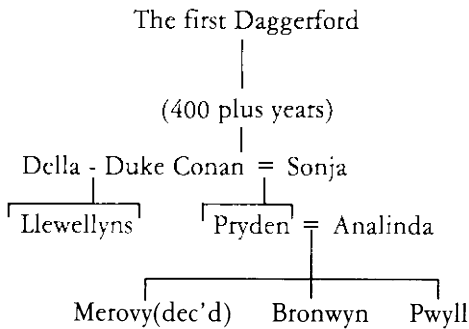 The first Daggerford
(400 plus years)
Della - Duke Conan = Sonja
Llewellyns Pryden = Analinda
Merovy(dec'd) Bronwyn Pwyll